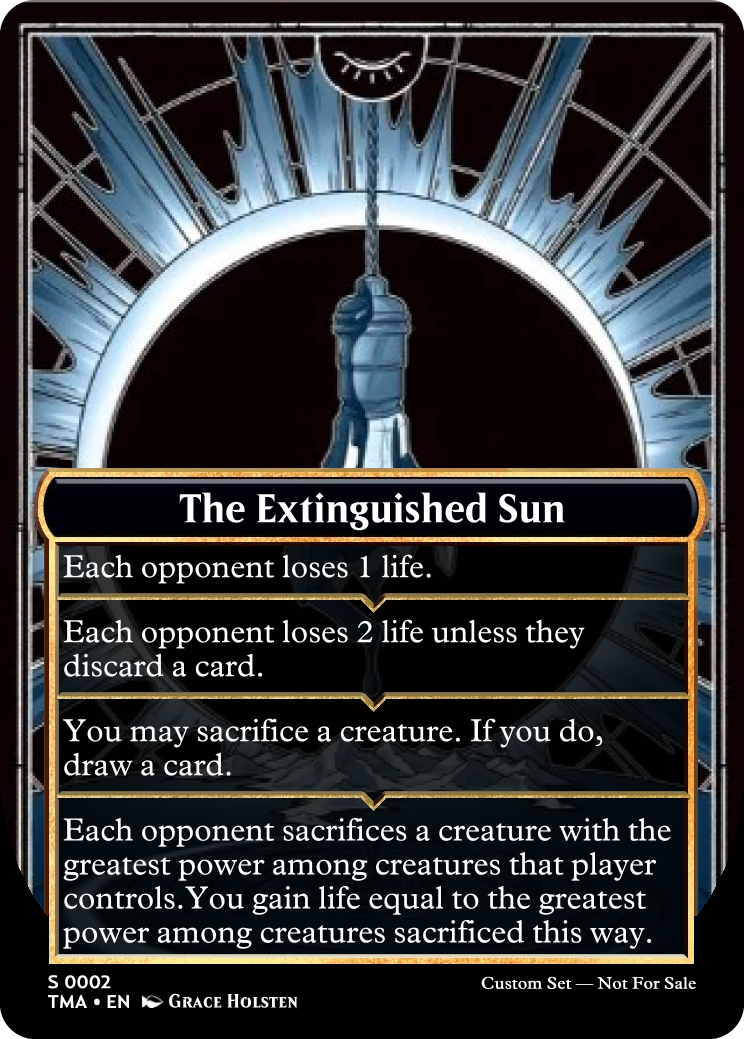 The Extinguished Sun
Each opponent loses 1 life.
Each opponent loses 2 life unless they
discard a card.
You may sacrifice a creature. If you do,
draw a card.
Each opponent sacrifices a creature with the
greatest power among creatures that player
controls.You gain life equal to the greatest
power among creatures sacrificed this way.
S 0002
TMA • EN GRACE HOLSTEN
Custom Set — Not For Sale